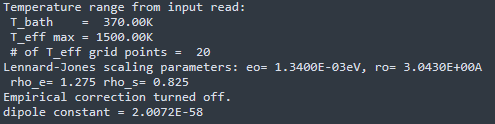 Temperature range from input read:
T_bath    =  370.00K
T_eff max = 1500.00K
# of T_eff grid points =  20
Lennard-Jones scaling parameters: eo= 1.3400E-03eV, ro= 3.0430E+00A
rho_e= 1.275 rho_s= 0.825
Empirical correction turned off.
dipole constant = 2.0072E-58